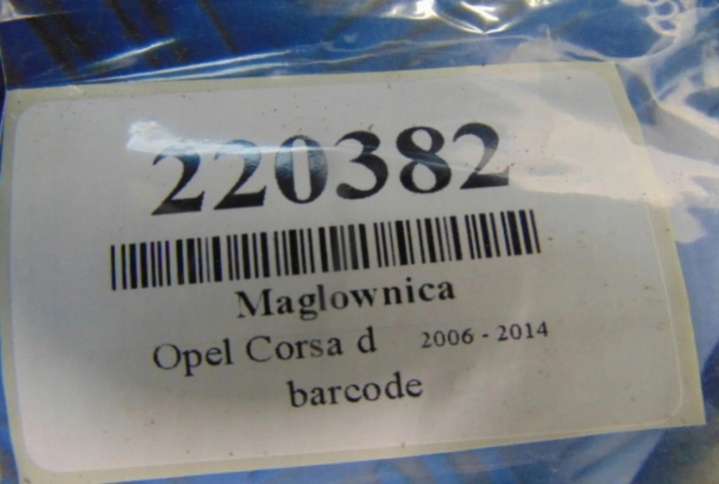 220382
Maglownica
Opel Corsa d 2006 - 2014
barcode